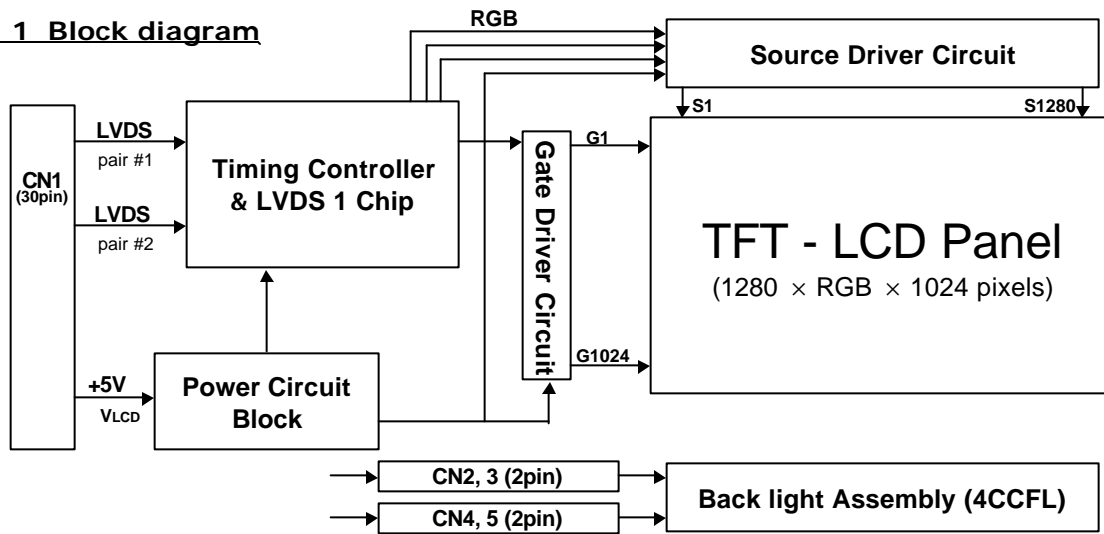 1 Block diagram
RGB
Source Driver Circuit
S1
S1280
CN1
(30pin)
LVDS
pair #1
LVDS
pair #2
Timing Controller
& LVDS 1 Chip
Gate Driver Circuit
G1
G1024
TFT - LCD Panel
(1280 × RGB × 1024 pixels)
+5V
VLCD
Power Circuit
Block
CN2, 3 (2pin)
CN4, 5 (2pin)
Back light Assembly (4CCFL)